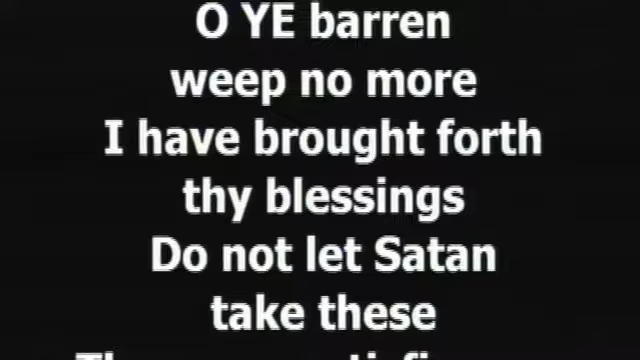 O YE barren
weep no more
I have brought forth
thy blessings
Do not let Satan
take these